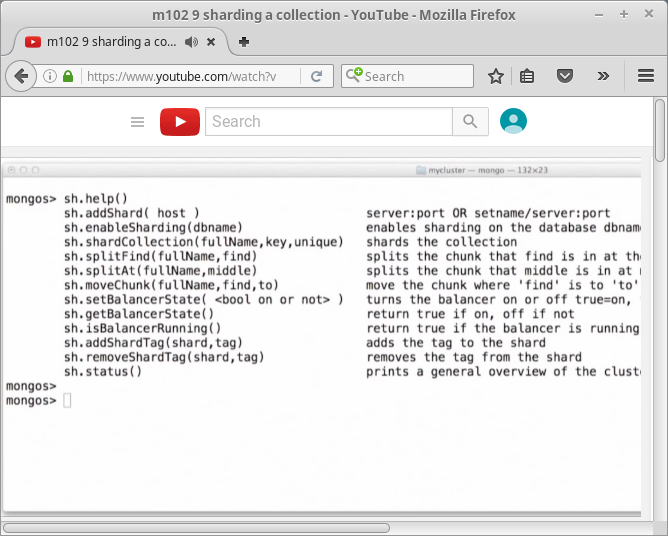 m102 9 sharding a collection - YouTube - Mozilla Firefox
m102 9 sharding a co...
https://www.youtube.com/watch?v
Search
Search
mycluster — mongo — 132×23
mongos> sh.help()
sh.addShard( host ) server:port OR setname/server:port
sh.enableSharding(dbname) enables sharding on the database dbname
sh.shardCollection(fullName,key,unique) shards the collection
sh.splitFind(fullName,find) splits the chunk that find is in at the
sh.splitAt(fullName,middle) splits the chunk that middle is in at
sh.moveChunk(fullName,find,to) move the chunk where 'find' is to 'to'
sh.setBalancerState( <bool on or not> ) turns the balancer on or off true=on,
sh.getBalancerState() return true if on, off if not
sh.isBalancerRunning() return true if the balancer is running
sh.addShardTag(shard,tag) adds the tag to the shard
sh.removeShardTag(shard,tag) removes the tag from the shard
sh.status() prints a general overview of the cluste
mongos>
mongos>